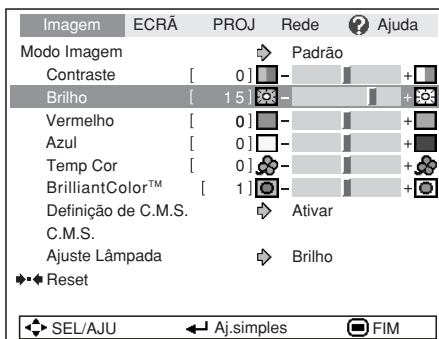 Imagem ECRÃ PROJ Rede ? Ajuda
Modo Imagem Padrão
Contraste [ 0 ] - +
Brilho [ 15 ] - +
Vermelho [ 0 ] - +
Azul [ 0 ] - +
Temp Cor [ 0 ] - +
BrilliantColor™ [ 1 ] - +
Definição de C.M.S. Ativar
C.M.S.
Ajuste Lâmpada Brilho
Reset
SEL/AJU Aj.simples FIM